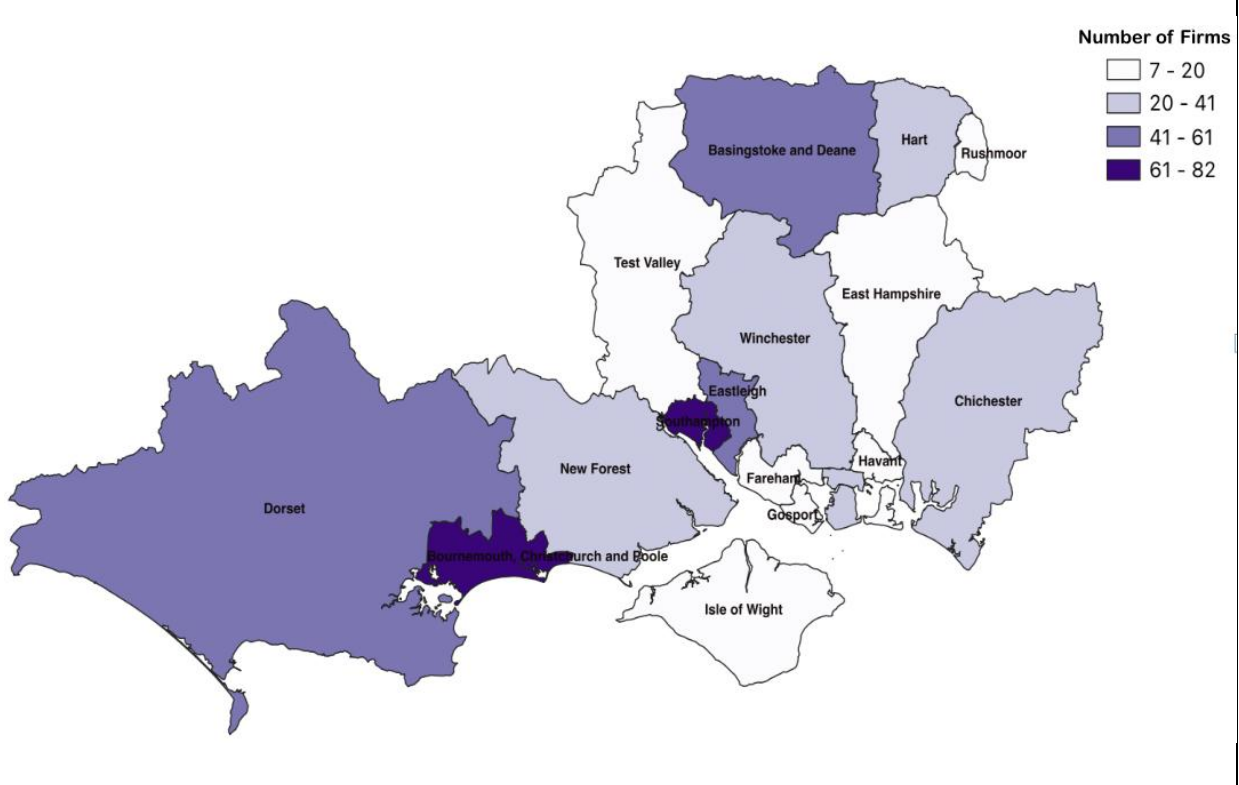 Number of Firms
7 - 20
20 - 41
41 - 61
61 - 82
Basingstoke and Deane
Hart
Rushmoor
Test Valley
East Hampshire
Winchester
Eastleigh
Chichester
Southampton
Havant
New Forest
Fareham
Dorset
Gosport
Bournemouth, Christchurch and Poole
Isle of Wight